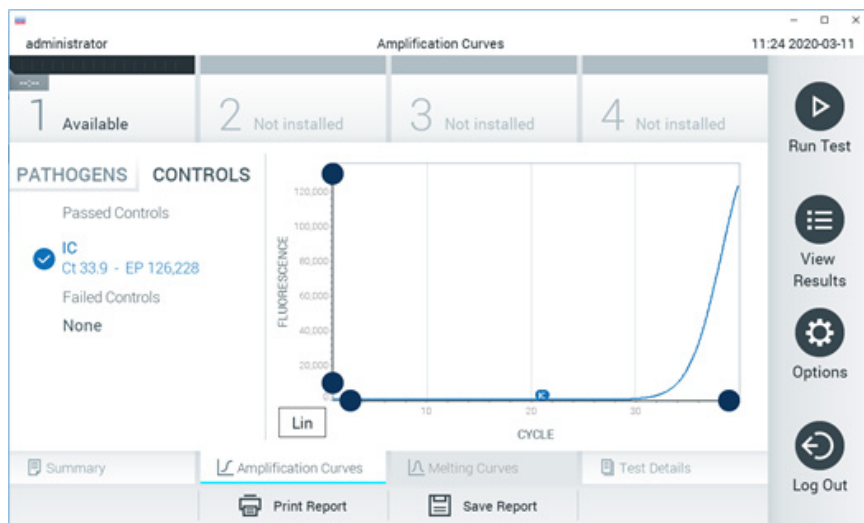 administrator
Amplification Curves
11:24 2020-03-11
--:--
1 Available
2 Not installed
3 Not installed
4 Not installed
Run Test
PATHOGENS
CONTROLS
Passed Controls
IC
Ct 33.9 - EP 126,228
Failed Controls
None
FLUORESCENCE
120,000
100,000
80,000
60,000
40,000
20,000
0
10
20
30
IC
CYCLE
Lin
View
Results
Options
Log Out
Summary
Amplification Curves
Melting Curves
Test Details
Print Report
Save Report